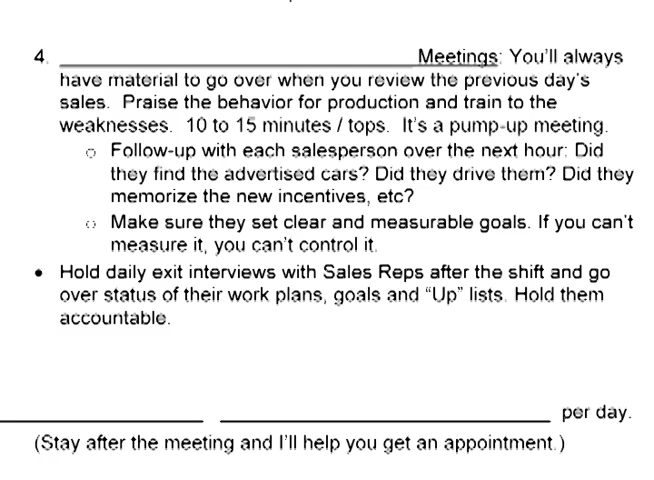 4. ______________________________ Meetings: You'll always
have material to go over when you review the previous day's
sales. Praise the behavior for production and train to the
weaknesses. 10 to 15 minutes / tops. It's a pump-up meeting.
o Follow-up with each salesperson over the next hour: Did
they find the advertised cars? Did they drive them? Did they
memorize the new incentives, etc?
o Make sure they set clear and measurable goals. If you can't
measure it, you can't control it.
• Hold daily exit interviews with Sales Reps after the shift and go
over status of their work plans, goals and “Up” lists. Hold them
accountable.
__________________ ____________________________ per day.
(Stay after the meeting and I'll help you get an appointment.)